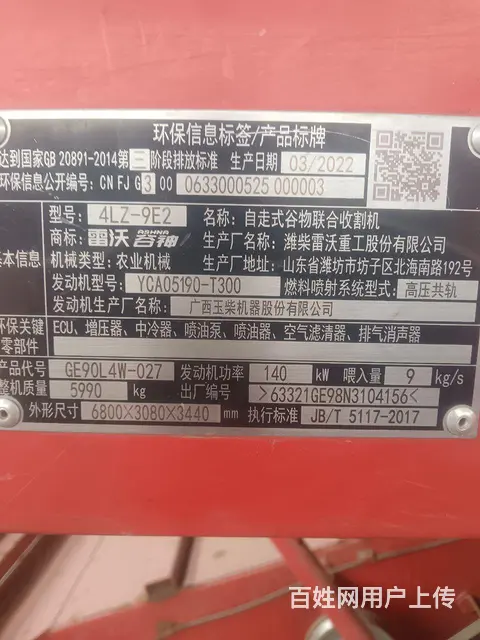 环保信息标签/产品标牌
达到国家GB 20891-2014第三阶段排放标准 生产日期 03/2022
环保信息公开编号: CN FJ G3 00 0633000525 000003
基本信息
型号: 4LZ-9E2 名称: 自走式谷物联合收割机
商标: 雷沃谷神 生产厂名称: 潍柴雷沃重工股份有限公司
机械类型: 农业机械 生产厂地址: 山东省潍坊市坊子区北海南路192号
发动机型号: YCA05190-T300 燃料喷射系统型式: 高压共轨
发动机生产厂名称: 广西玉柴机器股份有限公司
环保关键零部件 ECU、增压器、中冷器、喷油泵、喷油器、空气滤清器、排气消声器
产品代号 GE90L4W-027 发动机功率 140 kW 喂入量 9 kg/s
整机质量 5990 kg 出厂编号 >63321GE98N3104156<
外形尺寸 6800×3080×3440 mm 执行标准 JB/T 5117-2017
百姓网用户上传